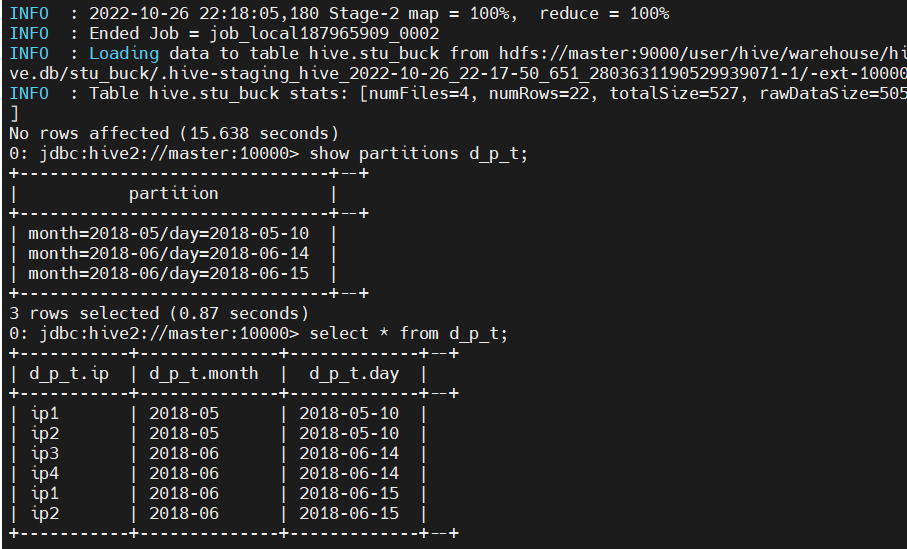 INFO  : 2022-10-26 22:18:05,180 Stage-2 map = 100%,  reduce = 100%
INFO  : Ended Job = job_local187965909_0002
INFO  : Loading data to table hive.stu_buck from hdfs://master:9000/user/hive/warehouse/hi
ve.db/stu_buck/.hive-staging_hive_2022-10-26_22-17-50_651_2803631190529939071-1/-ext-10000
INFO  : Table hive.stu_buck stats: [numFiles=4, numRows=22, totalSize=527, rawDataSize=505
]
No rows affected (15.638 seconds)
0: jdbc:hive2://master:10000> show partitions d_p_t;
+-------------------------------+--+
|           partition           |
+-------------------------------+--+
| month=2018-05/day=2018-05-10  |
| month=2018-06/day=2018-06-14  |
| month=2018-06/day=2018-06-15  |
+-------------------------------+--+
3 rows selected (0.87 seconds)
0: jdbc:hive2://master:10000> select * from d_p_t;
+-----------+--------------+-------------+--+
| d_p_t.ip  | d_p_t.month  |  d_p_t.day  |
+-----------+--------------+-------------+--+
| ip1       | 2018-05      | 2018-05-10  |
| ip2       | 2018-05      | 2018-05-10  |
| ip3       | 2018-06      | 2018-06-14  |
| ip4       | 2018-06      | 2018-06-14  |
| ip1       | 2018-06      | 2018-06-15  |
| ip2       | 2018-06      | 2018-06-15  |
+-----------+--------------+-------------+--+